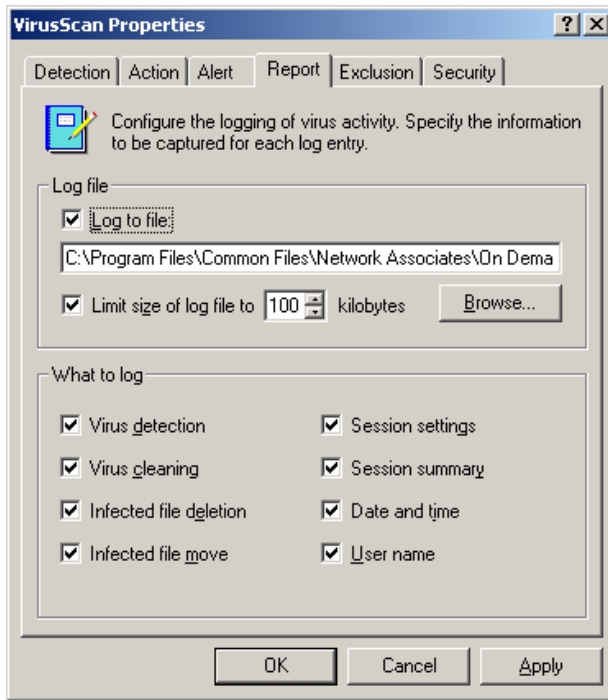 VirusScan Properties
Detection Action Alert Report Exclusion Security
Configure the logging of virus activity. Specify the information
to be captured for each log entry.
Log file
Log to file:
C:\Program Files\Common Files\Network Associates\On Dema
Limit size of log file to 100 kilobytes Browse...
What to log
Virus detection Session settings
Virus cleaning Session summary
Infected file deletion Date and time
Infected file move User name
OK Cancel Apply